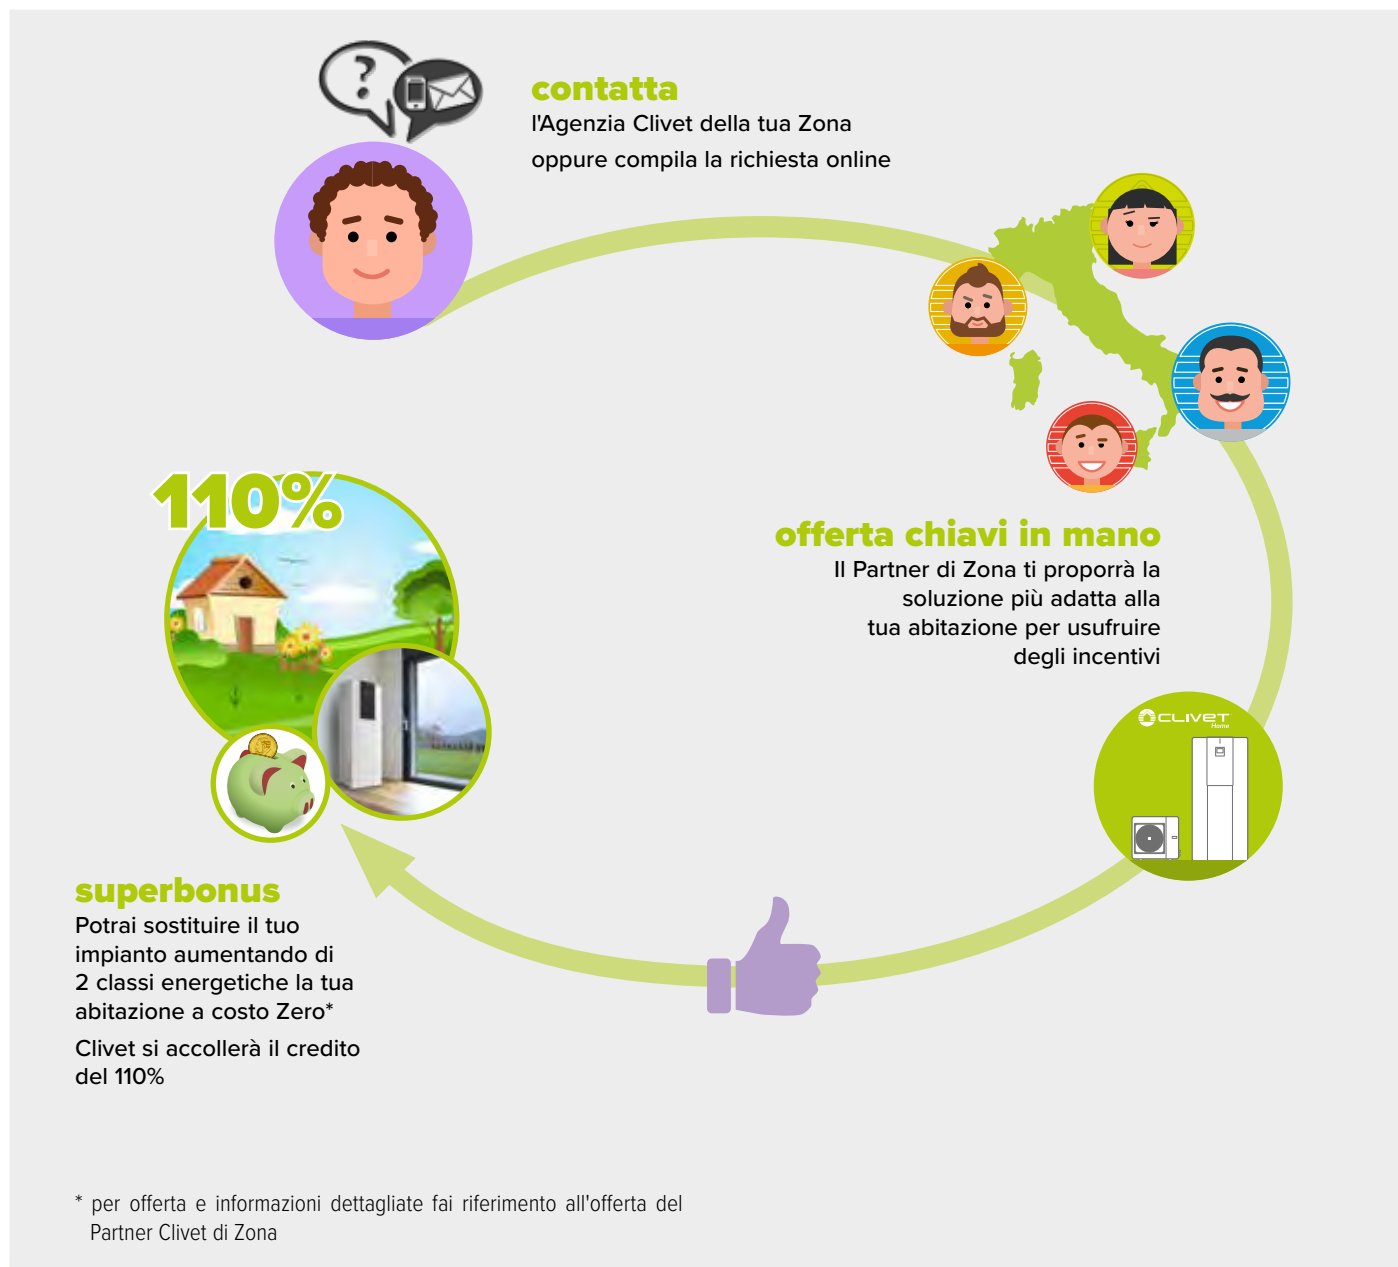 ?
contatta
l'Agenzia Clivet della tua Zona
oppure compila la richiesta online
110%
offerta chiavi in mano
Il Partner di Zona ti proporrà la
soluzione più adatta alla
tua abitazione per usufruire
degli incentivi
CLIVET
Home
superbonus
Potrai sostituire il tuo
impianto aumentando di
2 classi energetiche la tua
abitazione a costo Zero*
Clivet si accollerà il credito
del 110%
* per offerta e informazioni dettagliate fai riferimento all'offerta del
Partner Clivet di Zona